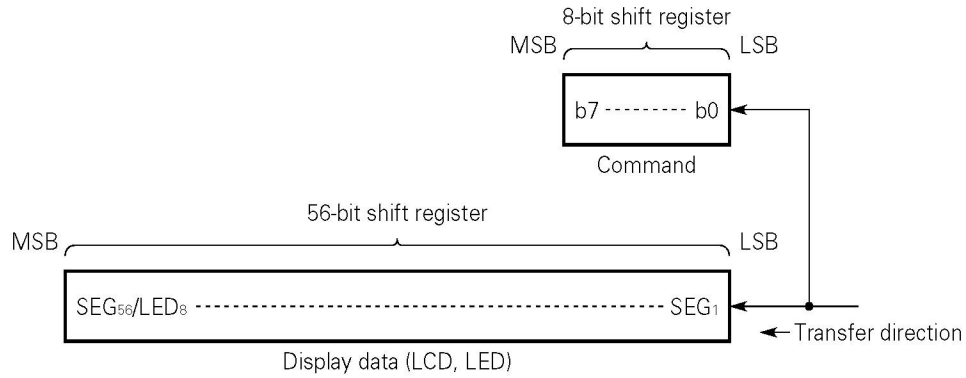 8-bit shift register
MSB LSB
b7 b0
Command
56-bit shift register
MSB LSB
SEG₅₆/LED₈ SEG₁
Transfer direction
Display data (LCD, LED)